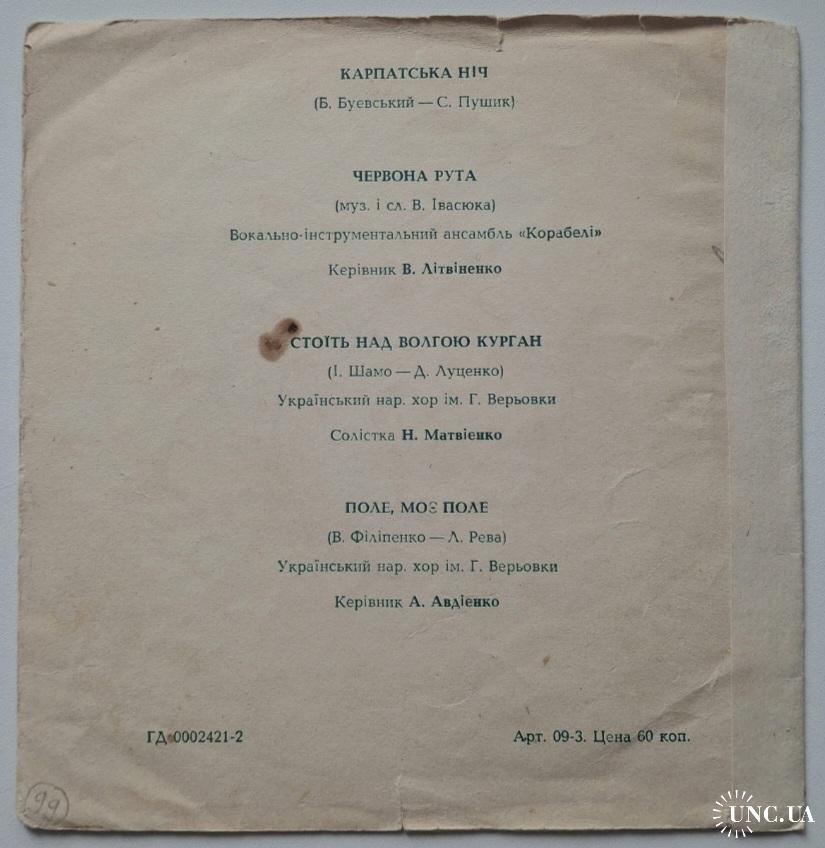 КАРПАТСЬКА НІЧ
(Б. Буевський — С. Пушик)
ЧЕРВОНА РУТА
(муз. і сл. В. Івасюка)
Вокально-інструментальний ансамбль «Корабелі»
Керівник В. Літвіненко
СТОЇТЬ НАД ВОЛГОЮ КУРГАН
(І. Шамо — Д. Луценко)
Український нар. хор ім. Г. Верьовки
Солістка Н. Матвієнко
ПОЛЕ, МОЄ ПОЛЕ
(В. Філіпенко — Л. Рева)
Український нар. хор ім. Г. Верьовки
Керівник А. Авдієнко
ГД 0002421-2
Арт. 09-3. Цена 60 коп.
99
UNC.UA